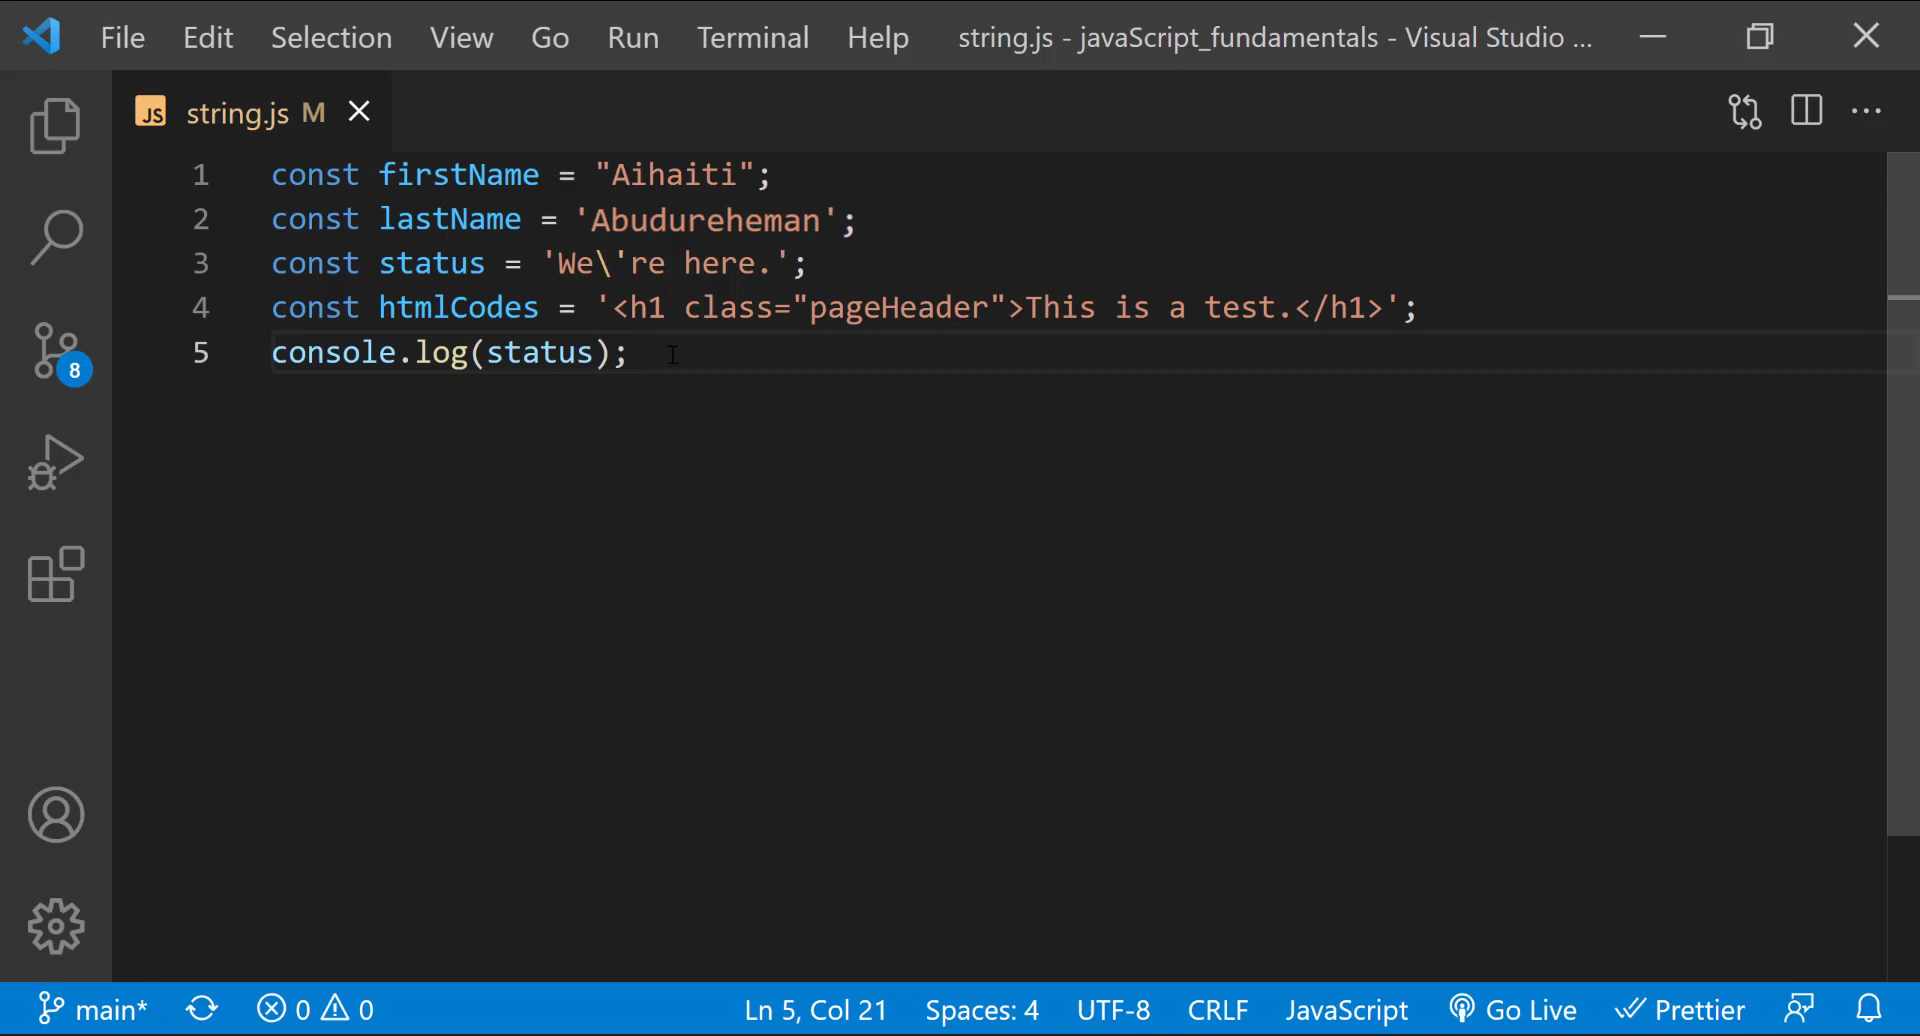 File Edit Selection View Go Run Terminal Help string.js - javaScript_fundamentals - Visual Studio ...
JS string.js M
1 const firstName = "Aihaiti";
2 const lastName = 'Abudureheman';
3 const status = 'We\'re here.';
4 const htmlCodes = '<h1 class="pageHeader">This is a test.</h1>';
5 console.log(status);
8
main* 0 0 Ln 5, Col 21 Spaces: 4 UTF-8 CRLF JavaScript Go Live Prettier